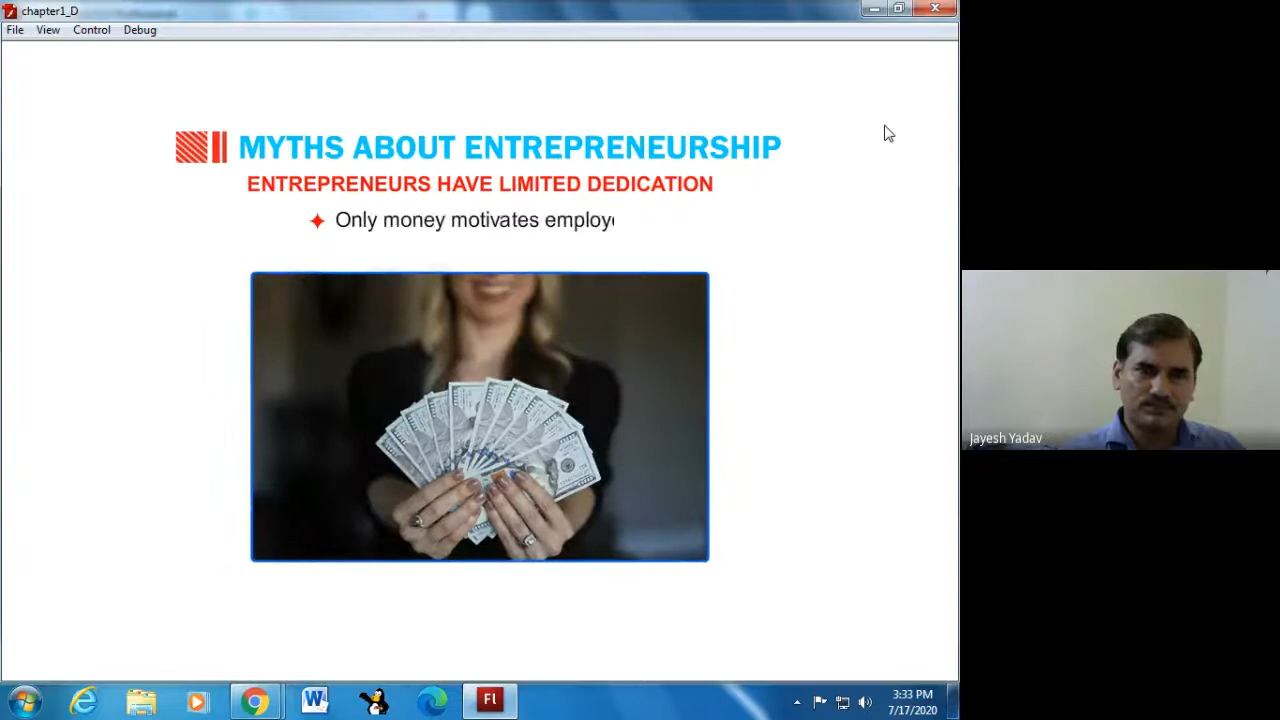 chapter1_D
File View Control Debug
MYTHS ABOUT ENTREPRENEURSHIP
ENTREPRENEURS HAVE LIMITED DEDICATION
Only money motivates employ
Jayesh Yadav
Fl
3:33 PM
7/17/2020